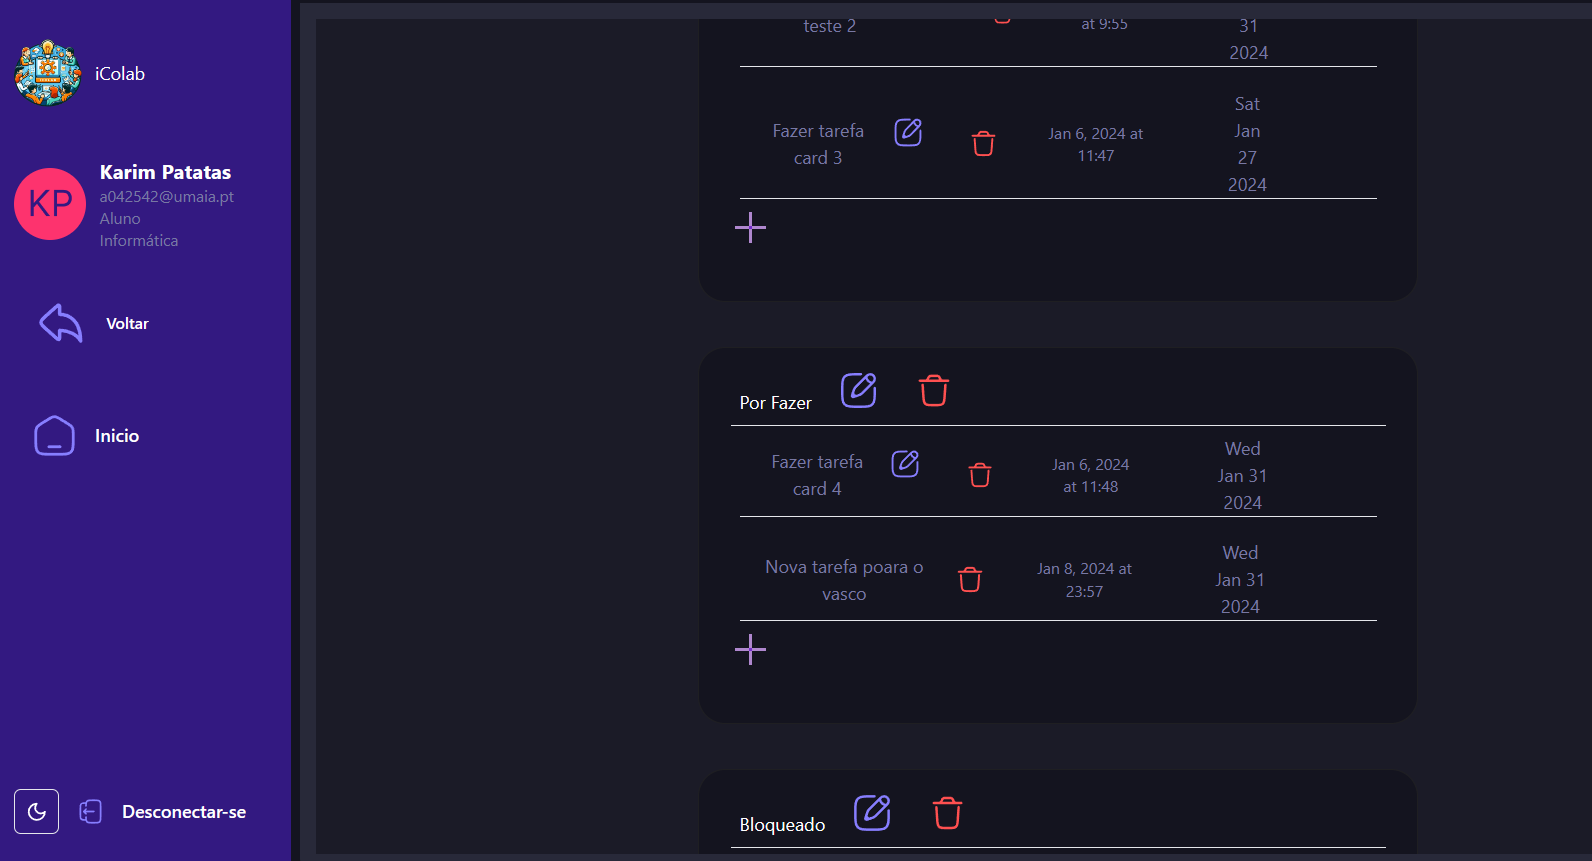 iColab
KP
Karim Patatas
a042542@umaia.pt
Aluno
Informática
Voltar
Inicio
Desconectar-se
teste 2
at 9:55
31
2024
Fazer tarefa
card 3
Jan 6, 2024 at
11:47
Sat
Jan
27
2024
Por Fazer
Fazer tarefa
card 4
Jan 6, 2024
at 11:48
Wed
Jan 31
2024
Nova tarefa poara o
vasco
Jan 8, 2024 at
23:57
Wed
Jan 31
2024
Bloqueado